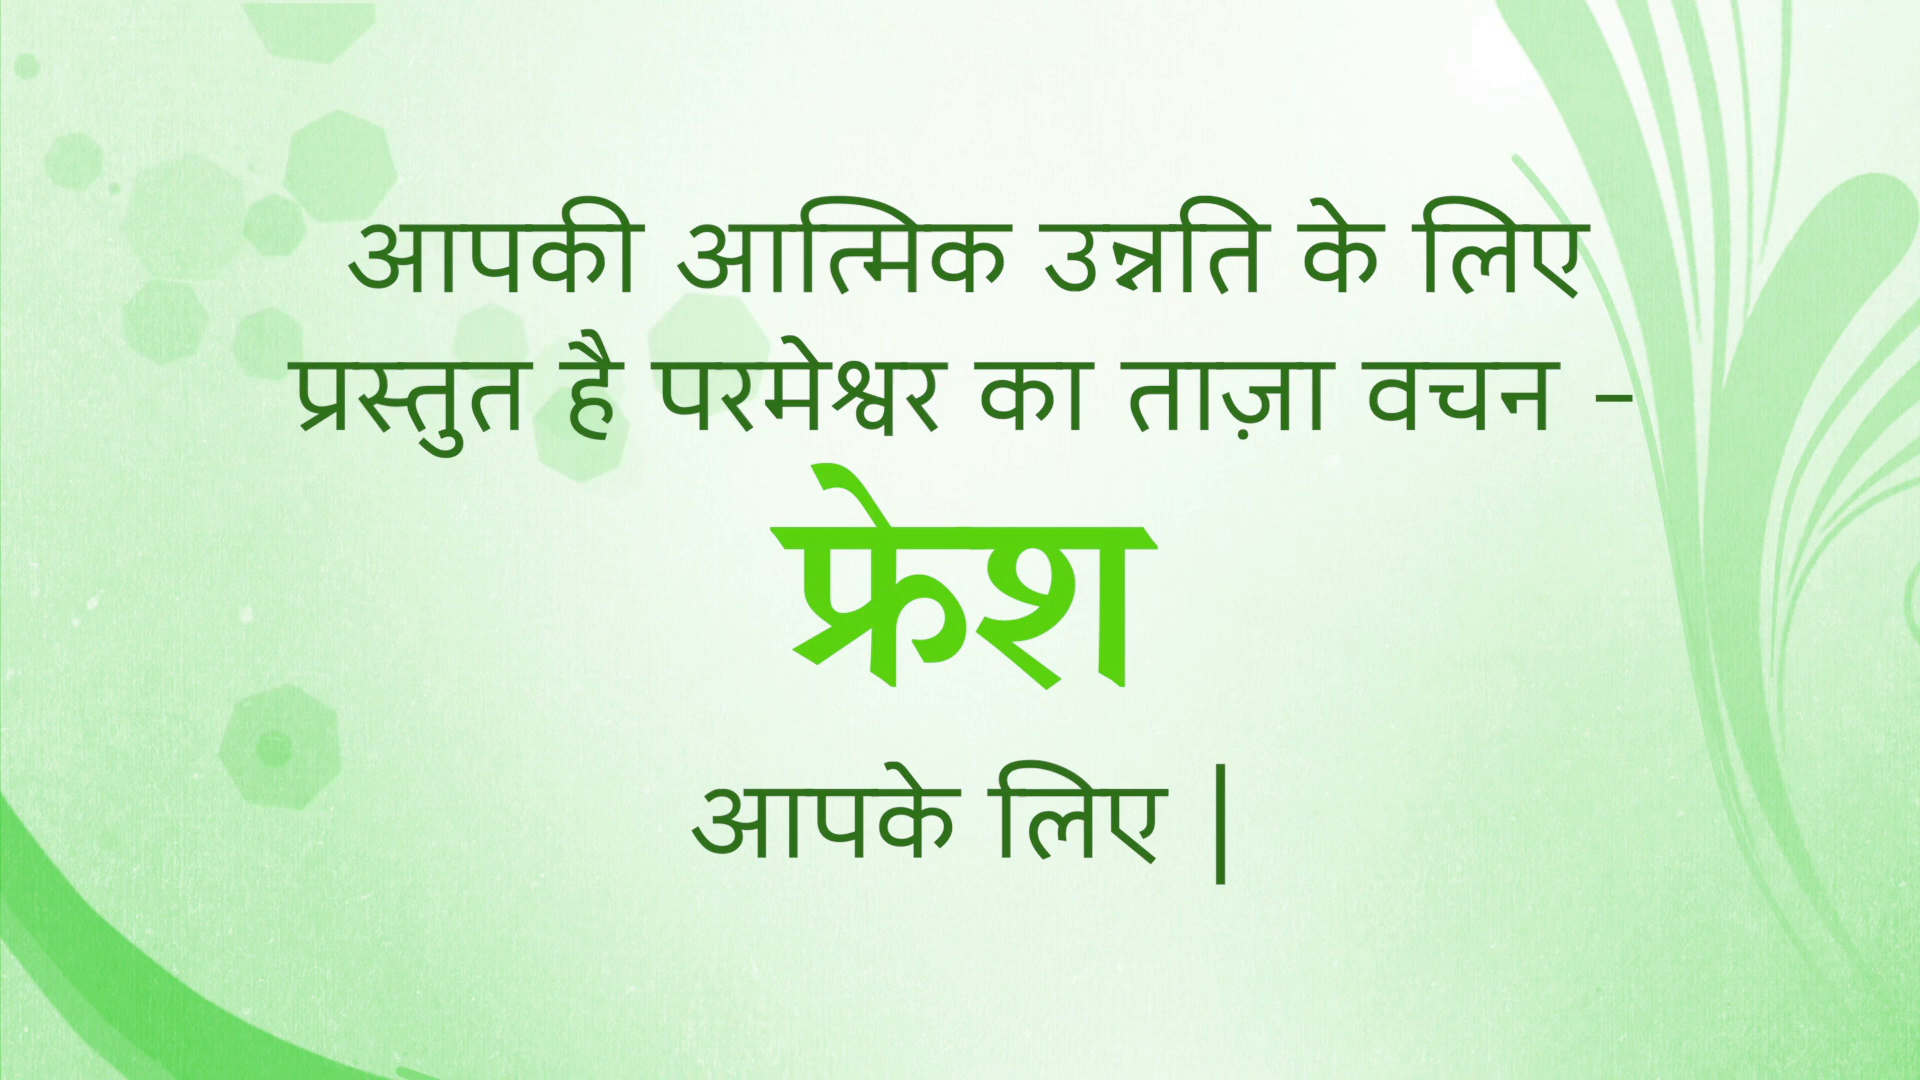 आपकी आत्मिक उन्नति के लिए
प्रस्तुत है परमेश्वर का ताज़ा वचन -
फ्रेश
आपके लिए |